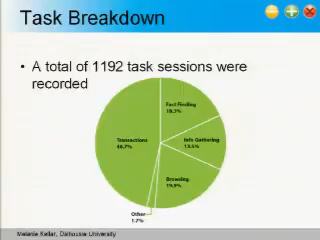 Task Breakdown
• A total of 1192 task sessions were
recorded
Fact Finding
18.3%
Info Gathering
13.5%
Browsing
19.9%
Other
1.7%
Transactions
46.7%
Melanie Kellar, Dalhousie University